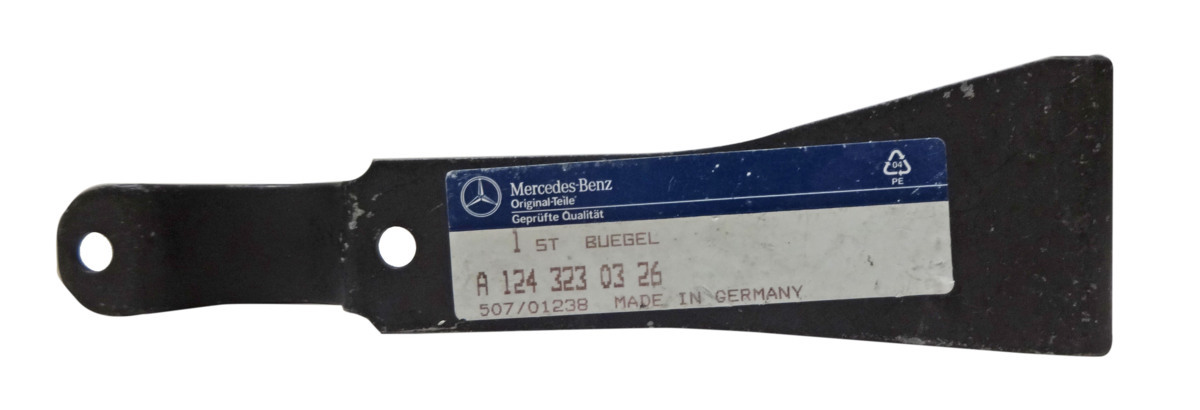 Mercedes-Benz
Original-Teile
Geprüfte Qualität
04
PE
1 ST BUEGEL
A 124 323 03 26
507/01238 MADE IN GERMANY